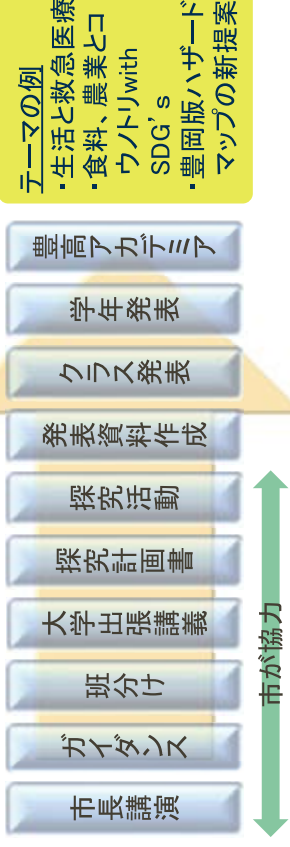 市長講演
ガイダンス
班分け
大学出張講義
探究計画書
探究活動
発表資料作成
クラス発表
学年発表
豊高アカデミア
市が協力
テーマの例
・生活と救急医療
・食料、農業とコ
ウノトリwith
SDG's
・豊岡版ハザード
マップの新提案